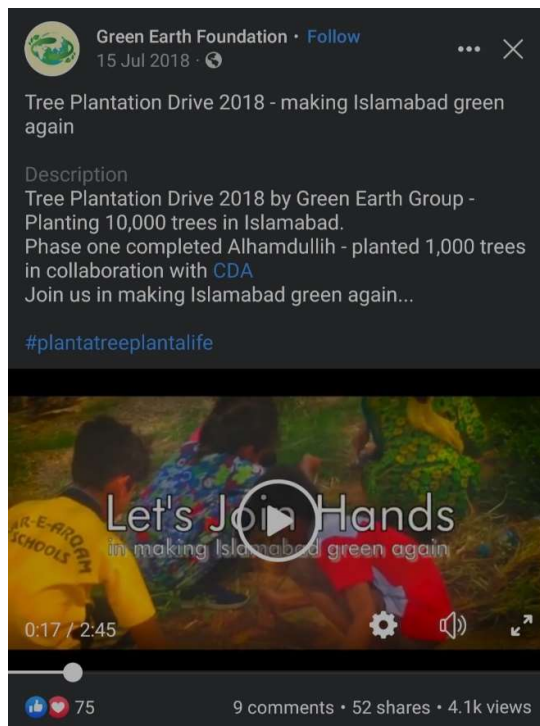 Green Earth Foundation · Follow
15 Jul 2018 ·
Tree Plantation Drive 2018 - making Islamabad green
again
Description
Tree Plantation Drive 2018 by Green Earth Group -
Planting 10,000 trees in Islamabad.
Phase one completed Alhamdullih - planted 1,000 trees
in collaboration with CDA
Join us in making Islamabad green again...
#plantatreeplantalife
Let's Join Hands
in making Islamabad green again
AR-E-ARQAM
SCHOOLS
0:17 / 2:45
75
9 comments • 52 shares • 4.1k views